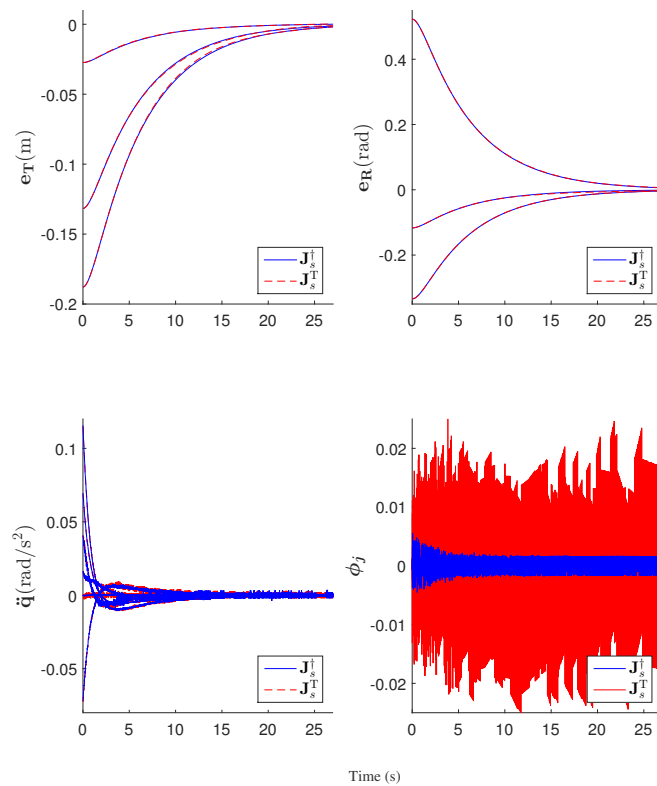 0
-0.05
-0.1
-0.15
-0.2
e_T(m)
J_s^†
J_s^T
0 5 10 15 20 25
0.4
0.2
0
-0.2
e_R(rad)
J_s^†
J_s^T
0 5 10 15 20 25
0.1
0.05
0
-0.05
q̈(rad/s²)
J_s^†
J_s^T
0 5 10 15 20 25
0.02
0.01
0
-0.01
-0.02
ϕ_j
J_s^†
J_s^T
0 5 10 15 20 25
Time (s)